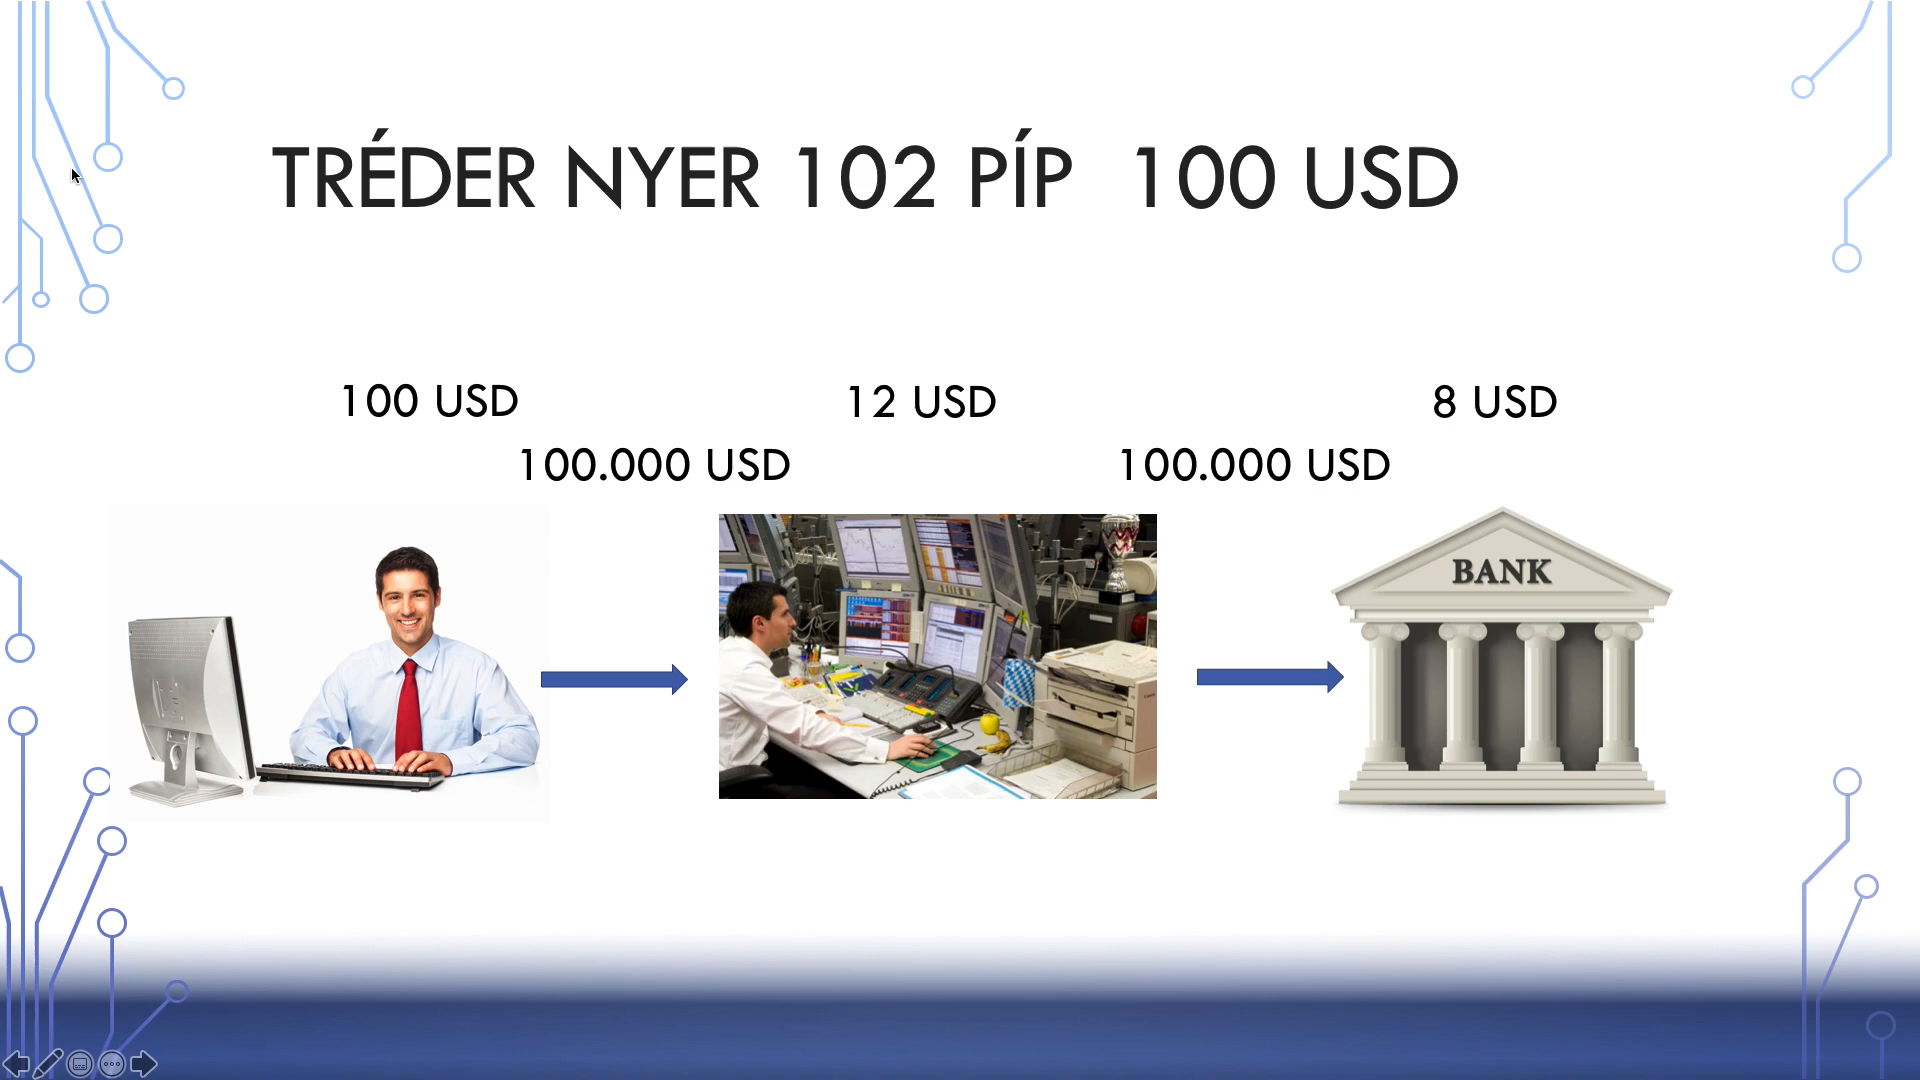 TRÉDER NYER 102 PÍP 100 USD
100 USD
12 USD
8 USD
100.000 USD
100.000 USD
BANK